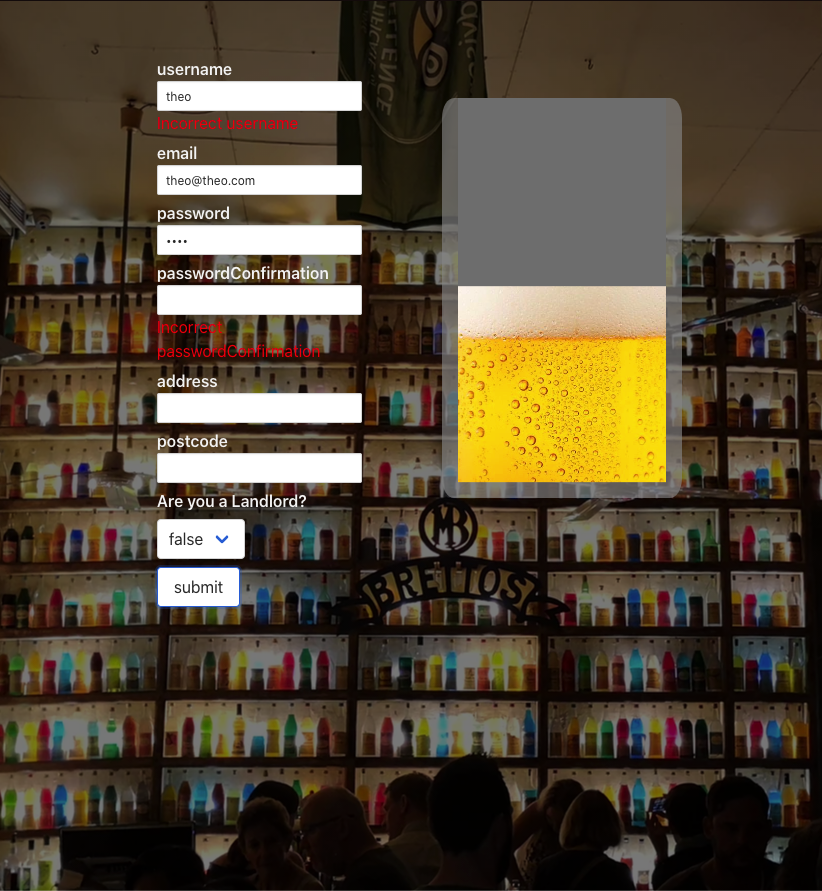 username
theo
Incorrect username
email
theo@theo.com
password
passwordConfirmation
Incorrect
passwordConfirmation
address
postcode
Are you a Landlord?
false
submit
MB
BRETTOS